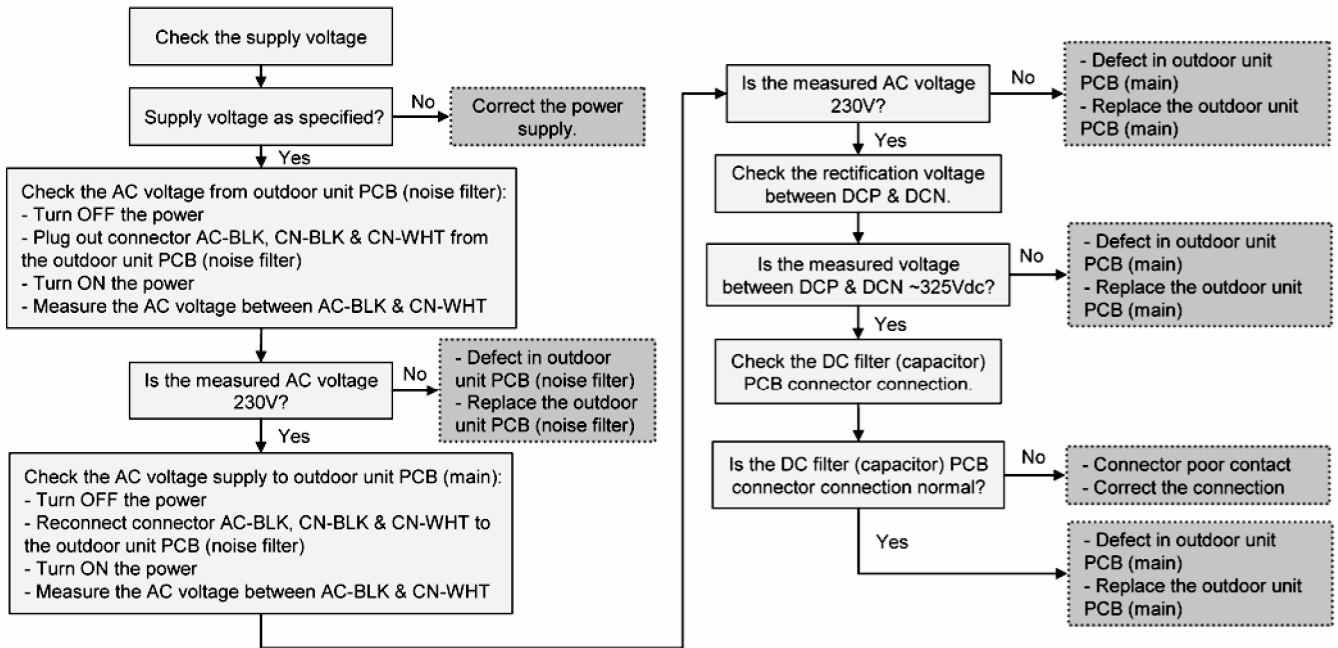 Check the supply voltage
Supply voltage as specified?
No
Correct the power
supply.
Yes
Check the AC voltage from outdoor unit PCB (noise filter):
- Turn OFF the power
- Plug out connector AC-BLK, CN-BLK & CN-WHT from
the outdoor unit PCB (noise filter)
- Turn ON the power
- Measure the AC voltage between AC-BLK & CN-WHT
Is the measured AC voltage
230V?
No
- Defect in outdoor
unit PCB (noise filter)
- Replace the outdoor
unit PCB (noise filter)
Yes
Check the AC voltage supply to outdoor unit PCB (main):
- Turn OFF the power
- Reconnect connector AC-BLK, CN-BLK & CN-WHT to
the outdoor unit PCB (noise filter)
- Turn ON the power
- Measure the AC voltage between AC-BLK & CN-WHT
Is the measured AC voltage
230V?
No
- Defect in outdoor unit
PCB (main)
- Replace the outdoor unit
PCB (main)
Yes
Check the rectification voltage
between DCP & DCN.
Is the measured voltage
between DCP & DCN ~325Vdc?
No
- Defect in outdoor unit
PCB (main)
- Replace the outdoor unit
PCB (main)
Yes
Check the DC filter (capacitor)
PCB connector connection.
Is the DC filter (capacitor) PCB
connector connection normal?
No
- Connector poor contact
- Correct the connection
Yes
- Defect in outdoor unit
PCB (main)
- Replace the outdoor unit
PCB (main)